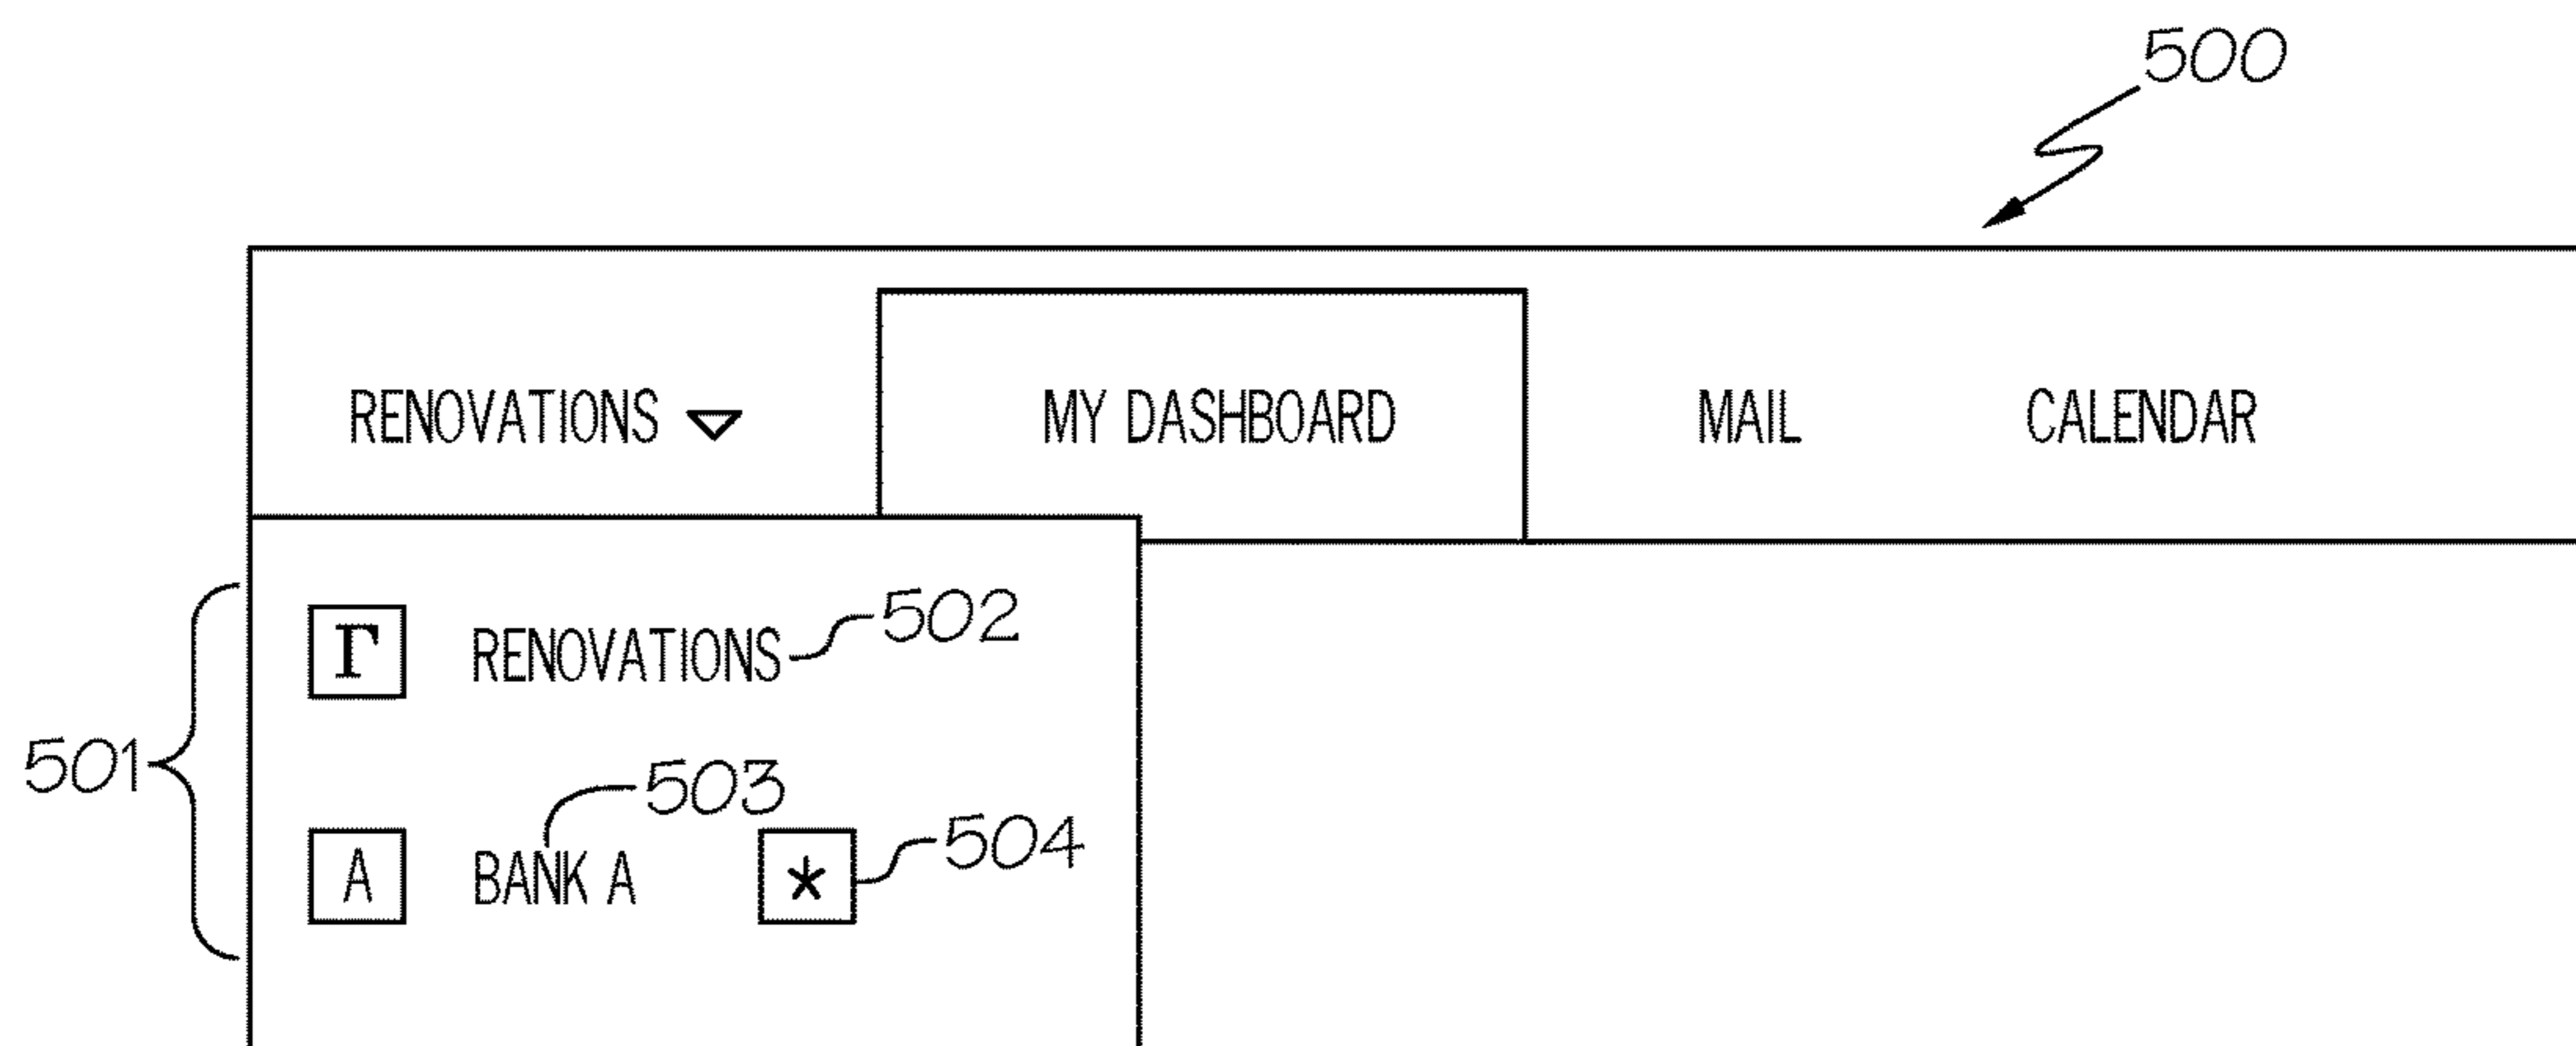 500
RENOVATIONS ▽ MY DASHBOARD MAIL CALENDAR
Γ RENOVATIONS 502
501
503
A BANK A * 504